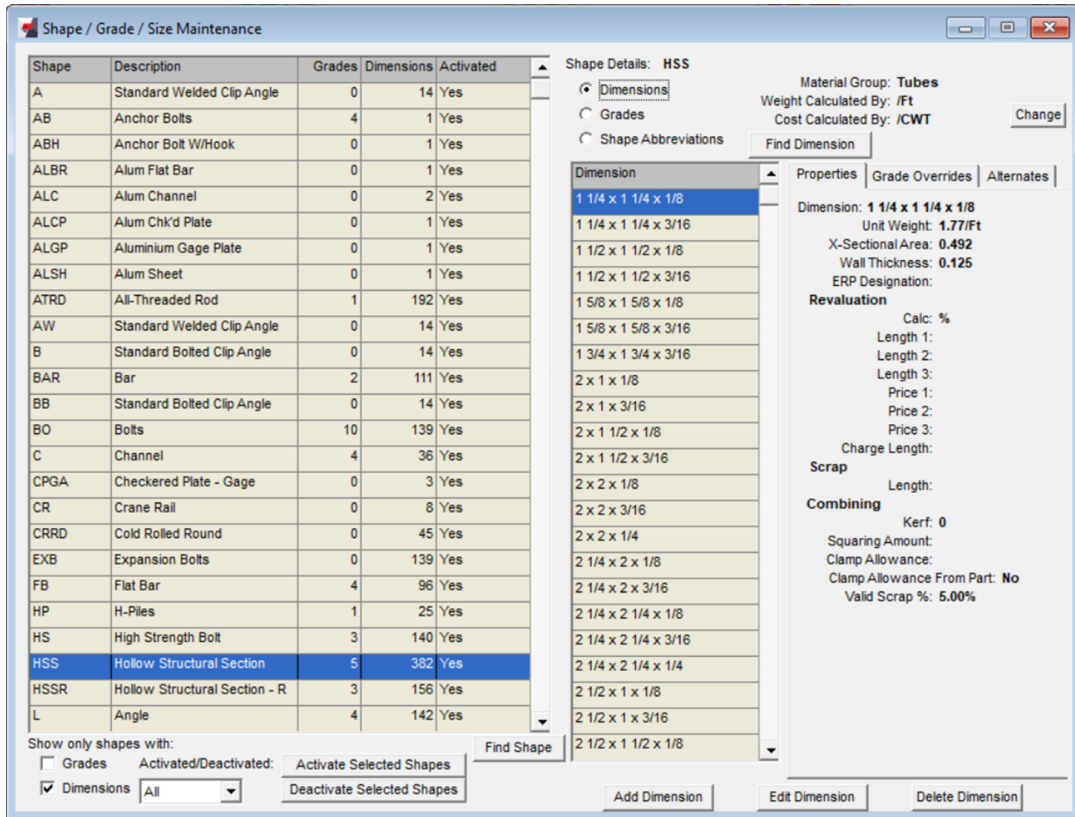 Shape / Grade / Size Maintenance
Shape Description Grades Dimensions Activated
A Standard Welded Clip Angle 0 14 Yes
AB Anchor Bolts 4 1 Yes
ABH Anchor Bolt W/Hook 0 1 Yes
ALBR Alum Flat Bar 0 1 Yes
ALC Alum Channel 0 2 Yes
ALCP Alum Chk'd Plate 0 1 Yes
ALGP Aluminium Gage Plate 0 1 Yes
ALSH Alum Sheet 0 1 Yes
ATRD All-Threaded Rod 1 192 Yes
AW Standard Welded Clip Angle 0 14 Yes
B Standard Bolted Clip Angle 0 14 Yes
BAR Bar 2 111 Yes
BB Standard Bolted Clip Angle 0 14 Yes
BO Bolts 10 139 Yes
C Channel 4 36 Yes
CPGA Checkered Plate - Gage 0 3 Yes
CR Crane Rail 0 8 Yes
CRRD Cold Rolled Round 0 45 Yes
EXB Expansion Bolts 0 139 Yes
FB Flat Bar 4 96 Yes
HP H-Piles 1 25 Yes
HS High Strength Bolt 3 140 Yes
HSS Hollow Structural Section 5 382 Yes
HSSR Hollow Structural Section - R 3 156 Yes
L Angle 4 142 Yes
Show only shapes with:
Grades Activated/Deactivated:
Dimensions All
Activate Selected Shapes
Deactivate Selected Shapes
Find Shape
Shape Details: HSS
Dimensions
Grades
Shape Abbreviations
Material Group: Tubes
Weight Calculated By: /Ft
Cost Calculated By: /CWT
Change
Find Dimension
Dimension
1 1/4 x 1 1/4 x 1/8
1 1/4 x 1 1/4 x 3/16
1 1/2 x 1 1/2 x 1/8
1 1/2 x 1 1/2 x 3/16
1 5/8 x 1 5/8 x 1/8
1 5/8 x 1 5/8 x 3/16
1 3/4 x 1 3/4 x 3/16
2 x 1 x 1/8
2 x 1 x 3/16
2 x 1 1/2 x 1/8
2 x 1 1/2 x 3/16
2 x 2 x 1/8
2 x 2 x 3/16
2 x 2 x 1/4
2 1/4 x 2 x 1/8
2 1/4 x 2 x 3/16
2 1/4 x 2 1/4 x 1/8
2 1/4 x 2 1/4 x 3/16
2 1/4 x 2 1/4 x 1/4
2 1/2 x 1 x 1/8
2 1/2 x 1 x 3/16
2 1/2 x 1 1/2 x 1/8
Properties Grade Overrides Alternates
Dimension: 1 1/4 x 1 1/4 x 1/8
Unit Weight: 1.77/Ft
X-Sectional Area: 0.492
Wall Thickness: 0.125
ERP Designation:
Revaluation
Calc: %
Length 1:
Length 2:
Length 3:
Price 1:
Price 2:
Price 3:
Charge Length:
Scrap
Length:
Combining
Kerf: 0
Squaring Amount:
Clamp Allowance:
Clamp Allowance From Part: No
Valid Scrap %: 5.00%
Add Dimension Edit Dimension Delete Dimension